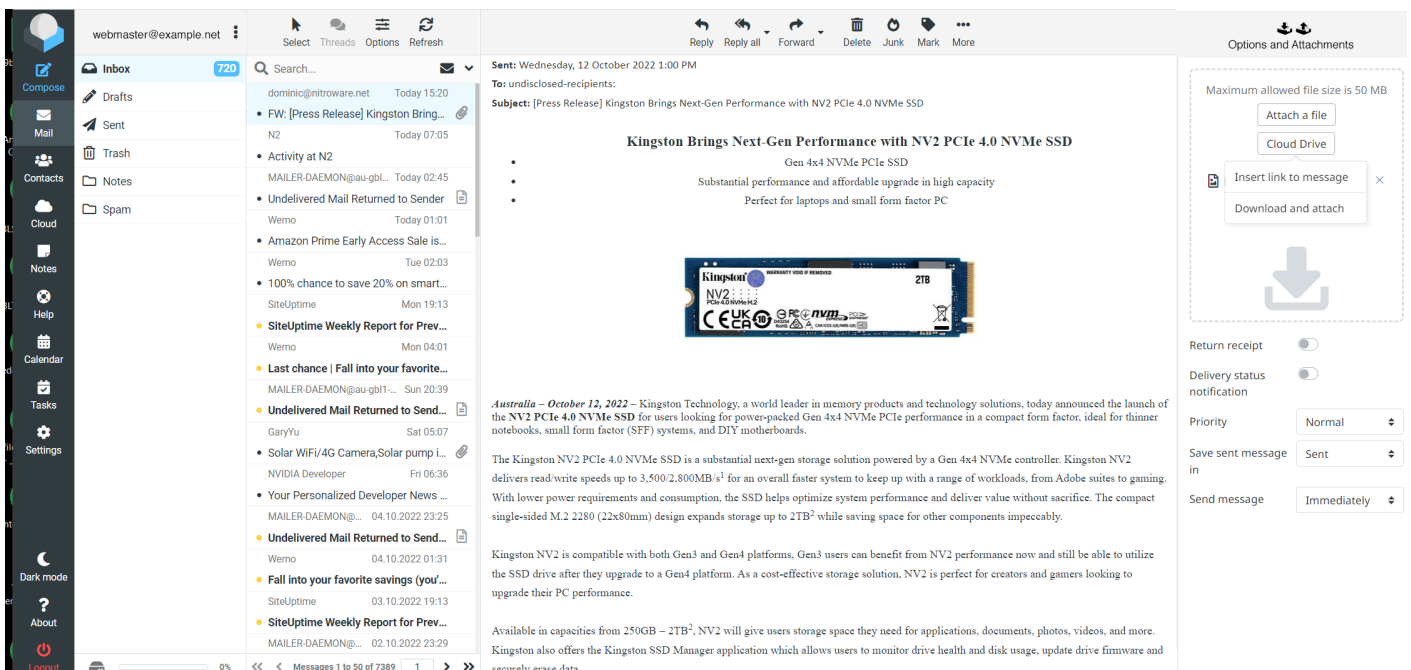 webmaster@example.net
Compose
Mail
Contacts
Cloud
Notes
Help
Calendar
Tasks
Settings
Dark mode
About
Logout
Inbox 720
Drafts
Sent
Trash
Notes
Spam
0%
Select Threads Options Refresh
Search...
dominic@nitroware.net Today 15:20
• FW: [Press Release] Kingston Bring...
N2 Today 07:05
• Activity at N2
MAILER-DAEMON@au-gbl... Today 02:45
• Undelivered Mail Returned to Sender
Wemo Today 01:01
• Amazon Prime Early Access Sale is...
Wemo Tue 02:03
• 100% chance to save 20% on smart...
SiteUptime Mon 19:13
• SiteUptime Weekly Report for Prev...
Wemo Mon 04:01
• Last chance | Fall into your favorite...
MAILER-DAEMON@au-gbl1-... Sun 20:39
• Undelivered Mail Returned to Send...
GaryYu Sat 05:07
• Solar WiFi/4G Camera,Solar pump i...
NVIDIA Developer Fri 06:36
• Your Personalized Developer News ...
MAILER-DAEMON@... 04.10.2022 23:25
• Undelivered Mail Returned to Send...
Wemo 04.10.2022 01:31
• Fall into your favorite savings (you'...
SiteUptime 03.10.2022 19:13
• SiteUptime Weekly Report for Prev...
MAILER-DAEMON@... 02.10.2022 23:29
Messages 1 to 50 of 7389 1
Reply Reply all Forward Delete Junk Mark More
Sent: Wednesday, 12 October 2022 1:00 PM
To: undisclosed-recipients:
Subject: [Press Release] Kingston Brings Next-Gen Performance with NV2 PCIe 4.0 NVMe SSD
Kingston Brings Next-Gen Performance with NV2 PCIe 4.0 NVMe SSD
• Gen 4x4 NVMe PCIe SSD
• Substantial performance and affordable upgrade in high capacity
• Perfect for laptops and small form factor PC
Kingston WARRANTY VOID IF REMOVED 2TB
NV2
PCIe 4.0 NVMe M.2
Australia – October 12, 2022 – Kingston Technology, a world leader in memory products and technology solutions, today announced the launch of
the NV2 PCIe 4.0 NVMe SSD for users looking for power-packed Gen 4x4 NVMe PCIe performance in a compact form factor, ideal for thinner
notebooks, small form factor (SFF) systems, and DIY motherboards.
The Kingston NV2 PCIe 4.0 NVMe SSD is a substantial next-gen storage solution powered by a Gen 4x4 NVMe controller. Kingston NV2
delivers read/write speeds up to 3,500/2,800MB/s1 for an overall faster system to keep up with a range of workloads, from Adobe suites to gaming.
With lower power requirements and consumption, the SSD helps optimize system performance and deliver value without sacrifice. The compact
single-sided M.2 2280 (22x80mm) design expands storage up to 2TB2 while saving space for other components impeccably.
Kingston NV2 is compatible with both Gen3 and Gen4 platforms, Gen3 users can benefit from NV2 performance now and still be able to utilize
the SSD drive after they upgrade to a Gen4 platform. As a cost-effective storage solution, NV2 is perfect for creators and gamers looking to
upgrade their PC performance.
Available in capacities from 250GB – 2TB2, NV2 will give users storage space they need for applications, documents, photos, videos, and more.
Kingston also offers the Kingston SSD Manager application which allows users to monitor drive health and disk usage, update drive firmware and
securely erase data
Options and Attachments
Maximum allowed file size is 50 MB
Attach a file
Cloud Drive
Insert link to message
Download and attach
Return receipt
Delivery status
notification
Priority Normal
Save sent message
in Sent
Send message Immediately